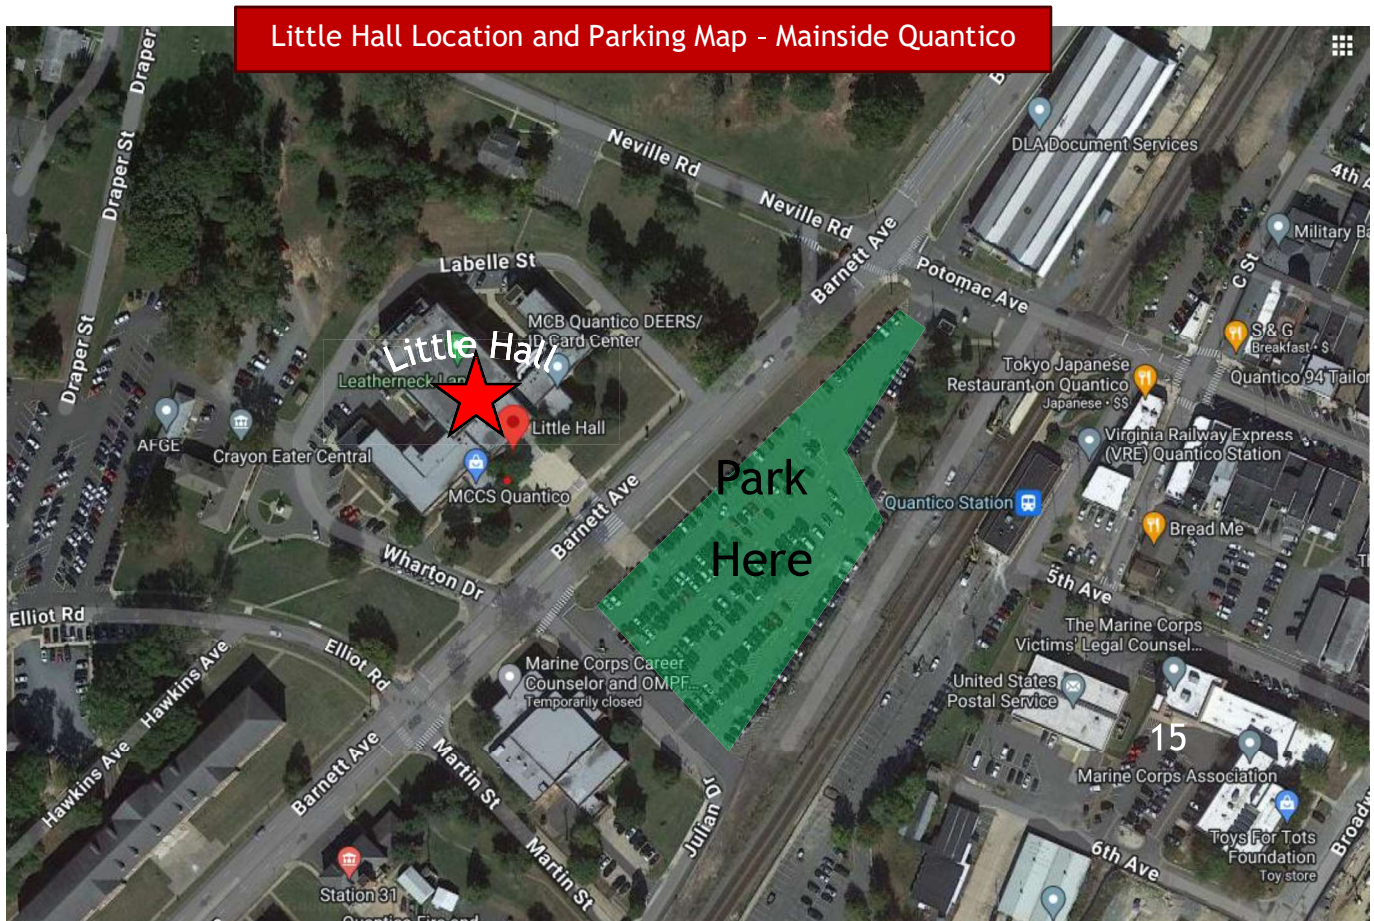 Little Hall Location and Parking Map – Mainside Quantico
Draper
Draper St
Draper St
Neville Rd
Neville Rd
DLA Document Services
4th A
Military Ba
C St
Barnett Ave
Potomac Ave
Labelle St
MCB Quantico DEERS/
ID Card Center
Little Hall
Leatherneck Lan
S & G
Breakfast • $
Tokyo Japanese
Restaurant on Quantico
Japanese • $$
Quantico 94 Tailor
AFGE
Crayon Eater Central
Little Hall
MCCS Quantico
Virginia Railway Express
(VRE) Quantico Station
Park
Here
Quantico Station
Bread Me
Barnett Ave
Wharton Dr
5th Ave
Elliot Rd
Elliot Rd
The Marine Corps
Victims' Legal Counsel...
Marine Corps Career
Counselor and OMPF...
Temporarily closed
United States
Postal Service
Hawkins Ave
Hawkins Ave
15
Marine Corps Association
Barnett Ave
Martin St
Martin St
Julian Dr
Toys For Tots
Foundation
Toy store
Broadw
6th Ave
Station 31